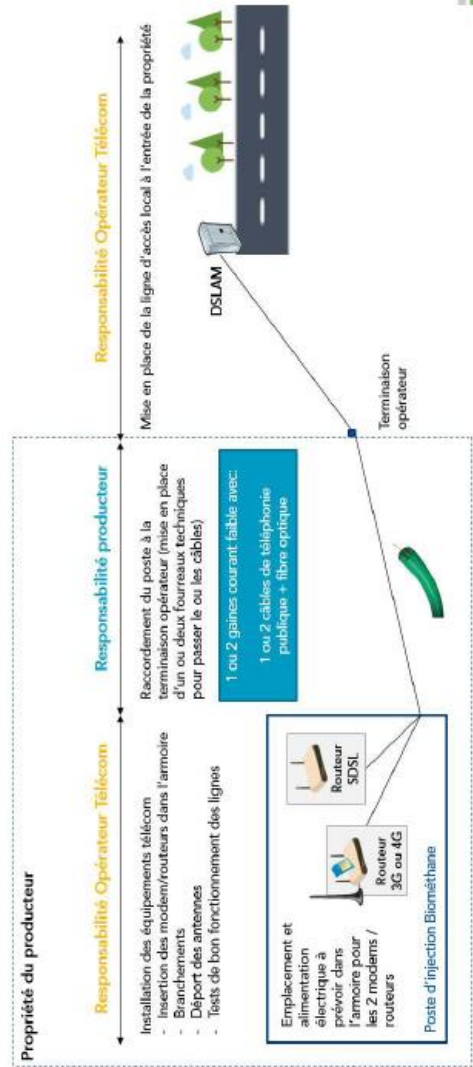 Propriété du producteur
Responsabilité Opérateur Télécom
Installation des équipements télécom
- Insertion des modem/routeurs dans l'armoire
- Branchements
- Déport des antennes
- Tests de bon fonctionnement des lignes
Emplacement et
alimentation
électrique à
prévoir dans
l'armoire pour
les 2 modems /
routeurs
Routeur
3G ou 4G
Routeur
SDSL
Poste d'injection Biométhane
Responsabilité producteur
Raccordement du poste à la
terminaison opérateur (mise en place
d'un ou deux fourreaux techniques
pour passer le ou les câbles)
1 ou 2 gaines courant faible avec:
1 ou 2 câbles de téléphonie
publique + fibre optique
Responsabilité Opérateur Télécom
Mise en place de la ligne d'accès local à l'entrée de la propriété
DSLAM
Terminaison
opérateur